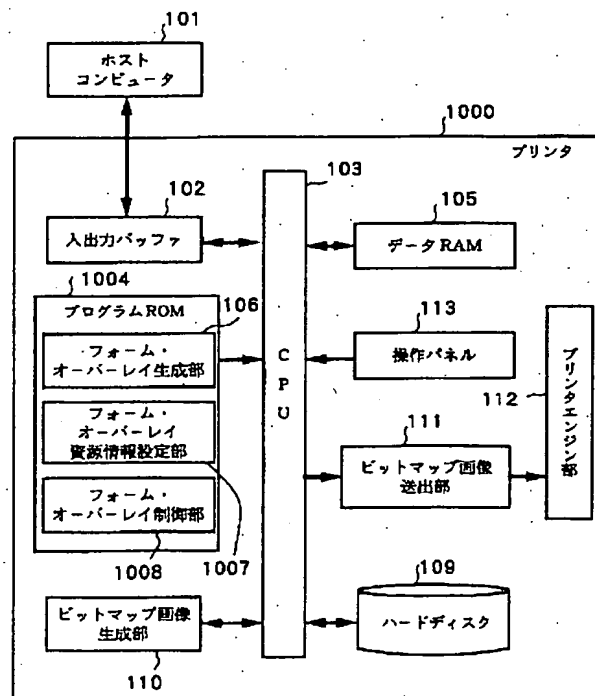 101
ホスト
コンピュータ
1000
プリンタ
102
入出力バッファ
103
CPU
105
データRAM
1004
プログラムROM
106
フォーム・
オーバーレイ生成部
フォーム・
オーバーレイ
資源情報設定部
1007
フォーム・
オーバーレイ制御部
1008
113
操作パネル
111
ビットマップ画像
送出部
112
プリンタエンジン部
109
ハードディスク
ビットマップ画像
生成部
110